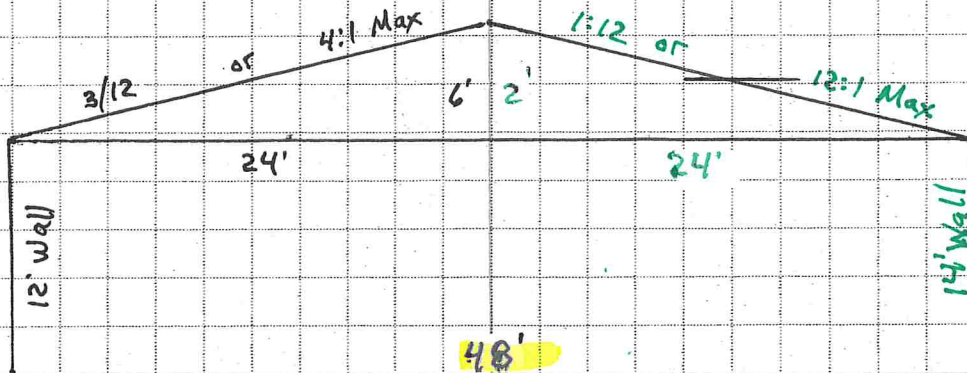 3/12 or 4:1 Max
1:12 or
12:1 Max
6' 2'
24'
24'
12' Wall
14' Wall
48'